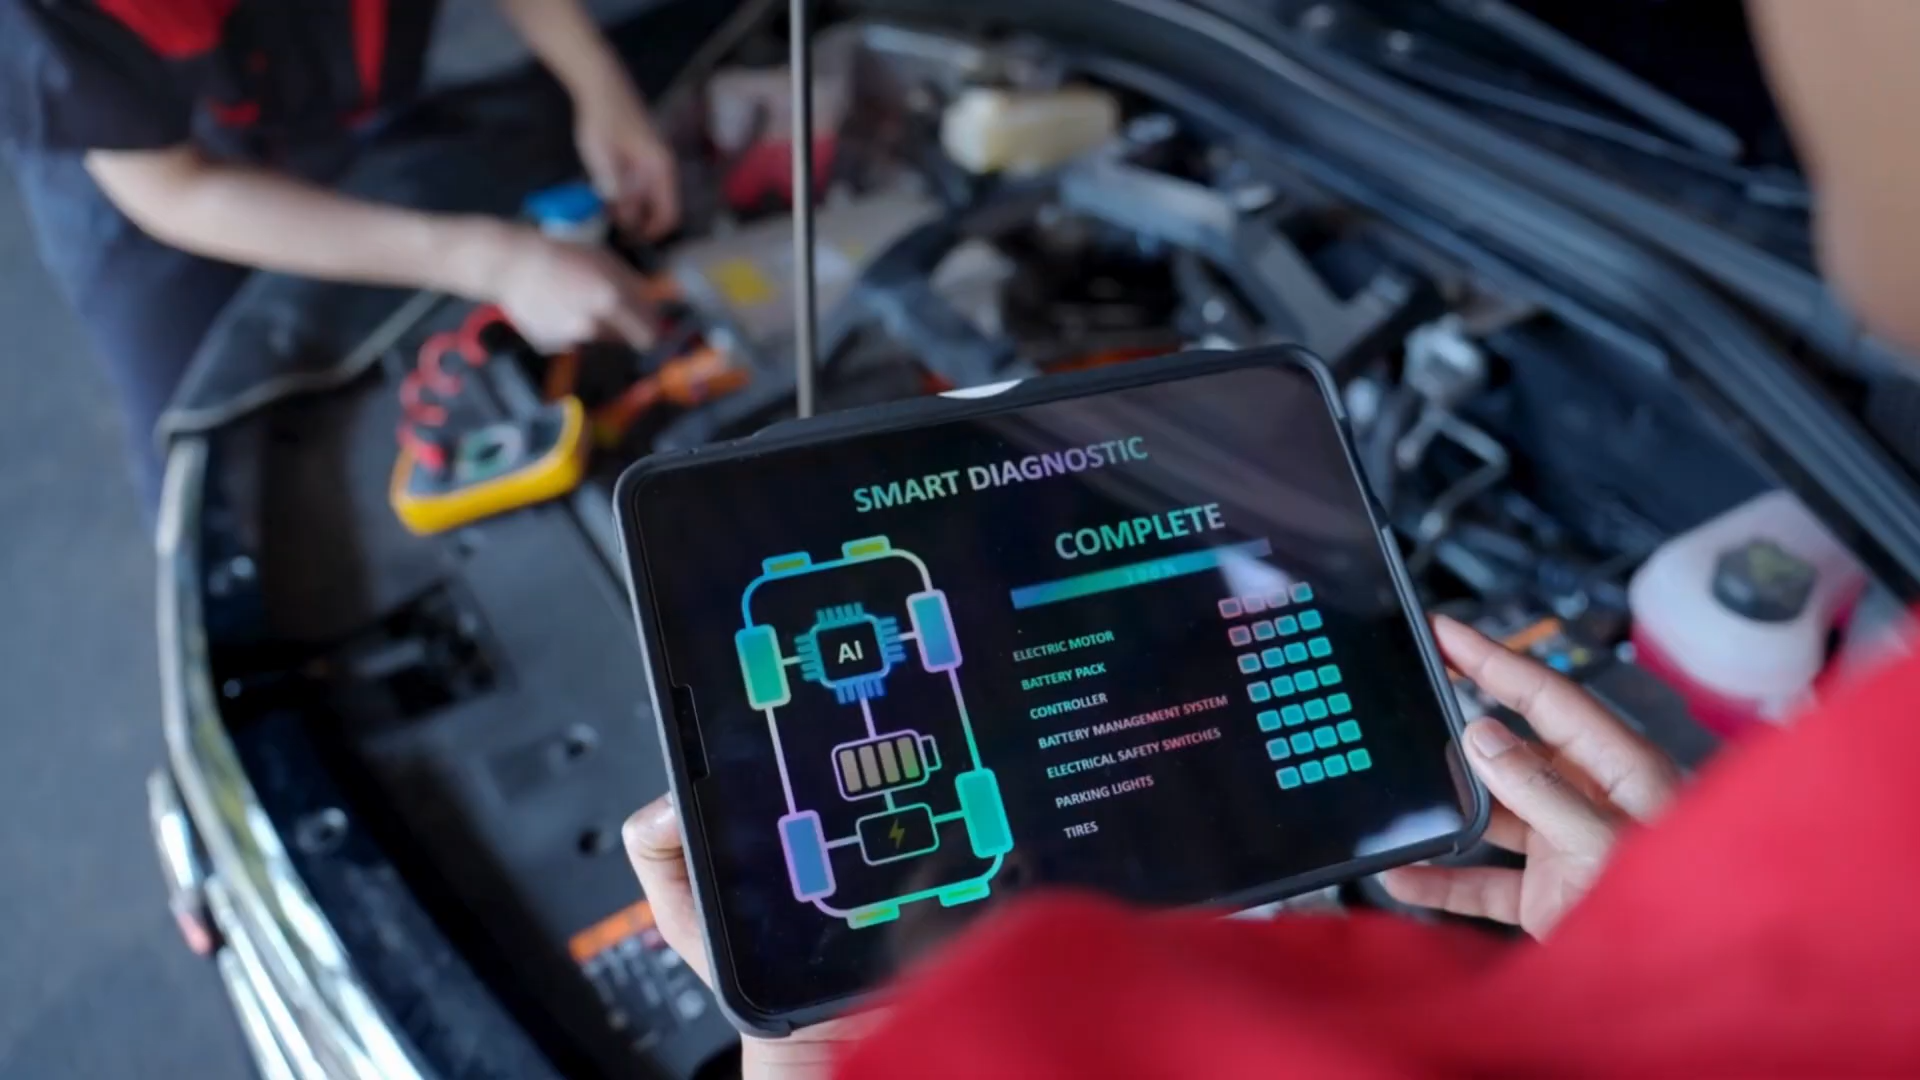 SMART DIAGNOSTIC
COMPLETE
AI
ELECTRIC MOTOR
BATTERY PACK
CONTROLLER
BATTERY MANAGEMENT SYSTEM
ELECTRICAL SAFETY SWITCHES
PARKING LIGHTS
TIRES